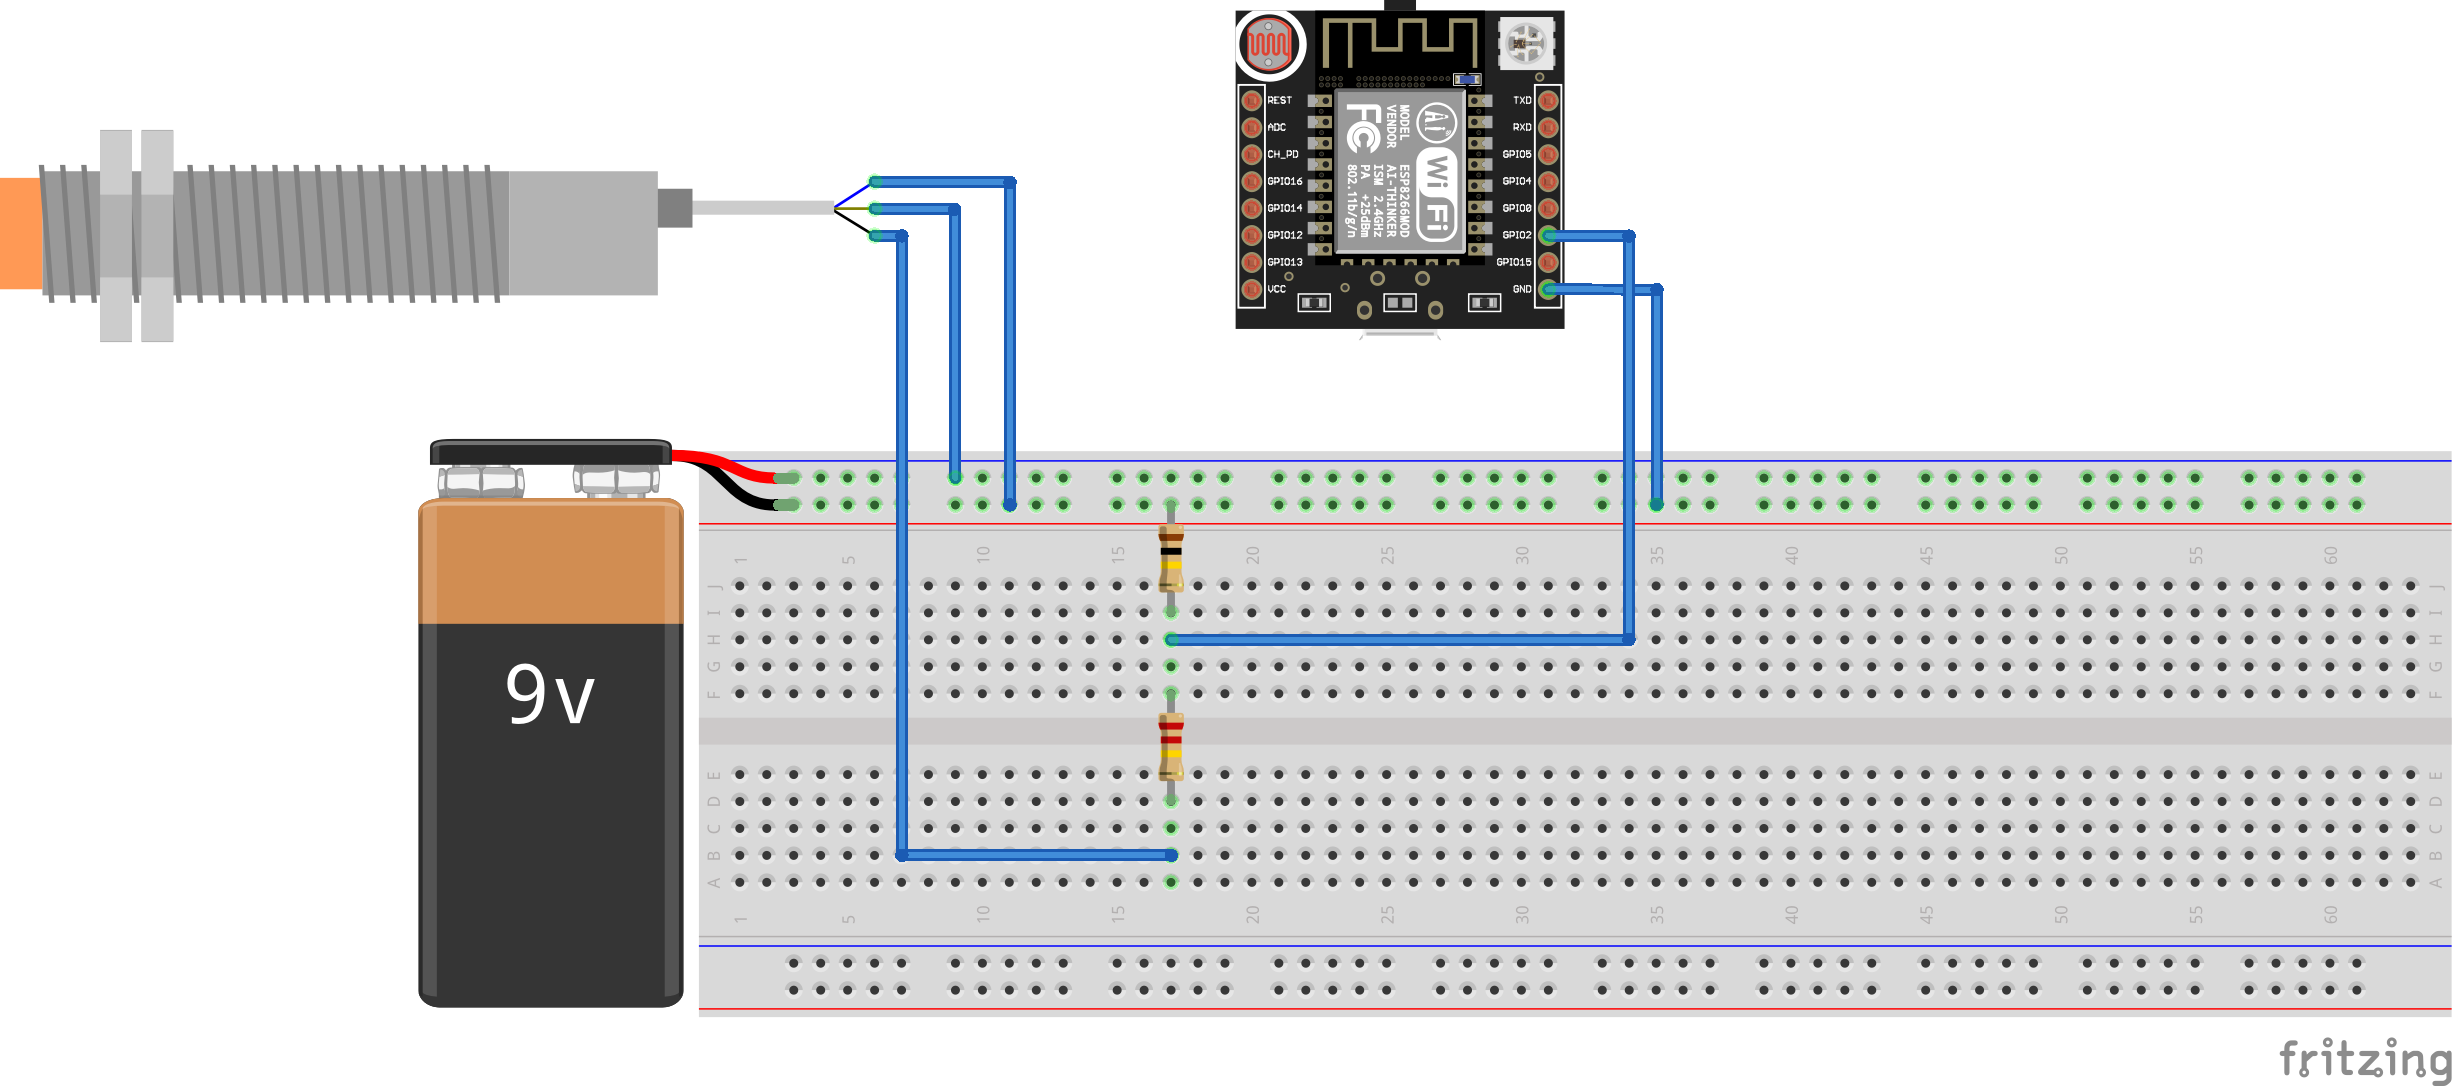 REST
ADC
CH_PD
GPIO16
GPIO14
GPIO12
GPIO13
VCC
TXD
RXD
GPIO5
GPIO4
GPIO0
GPIO2
GPIO15
GND
MODEL ESP8266MOD
VENDOR AI-THINKER
ISM 2.4GHz
PA +25dBm
802.11b/g/n
FC
Ai
WiFi
9v
1 5 10 15 20 25 30 35 40 45 50 55 60
J J
I I
H H
G G
F F
E E
D D
C C
B B
A A
1 5 10 15 20 25 30 35 40 45 50 55 60
fritzing